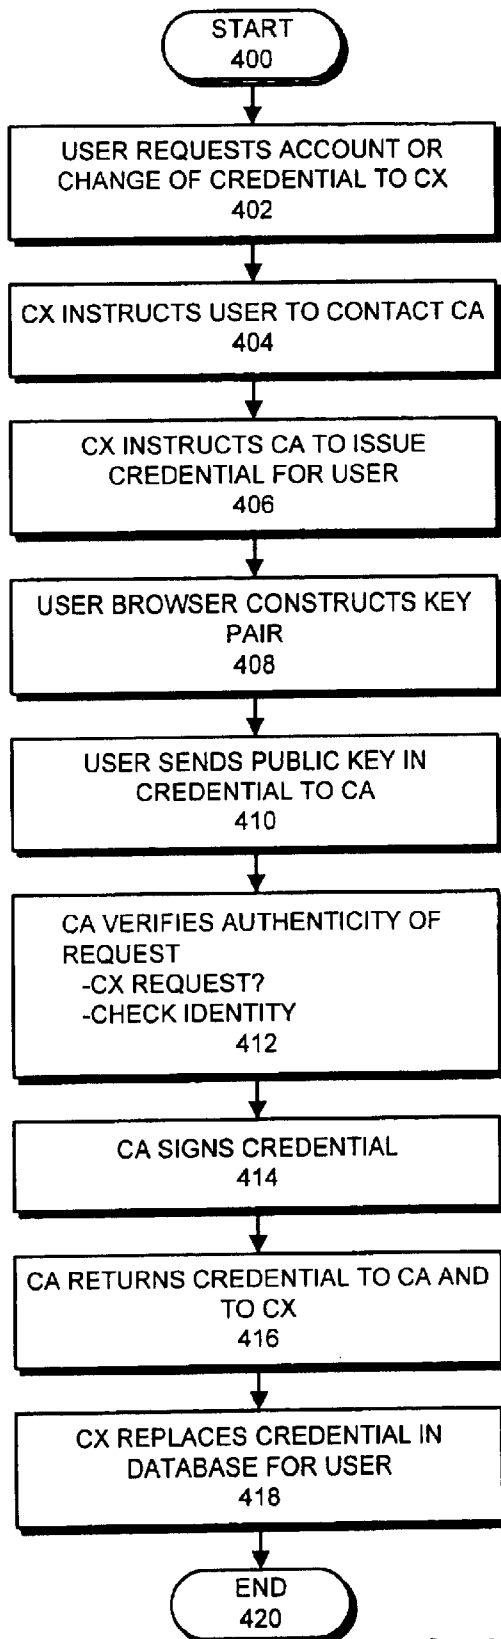 START
400
USER REQUESTS ACCOUNT OR
CHANGE OF CREDENTIAL TO CX
402
CX INSTRUCTS USER TO CONTACT CA
404
CX INSTRUCTS CA TO ISSUE
CREDENTIAL FOR USER
406
USER BROWSER CONSTRUCTS KEY
PAIR
408
USER SENDS PUBLIC KEY IN
CREDENTIAL TO CA
410
CA VERIFIES AUTHENTICITY OF
REQUEST
-CX REQUEST?
-CHECK IDENTITY
412
CA SIGNS CREDENTIAL
414
CA RETURNS CREDENTIAL TO CA AND
TO CX
416
CX REPLACES CREDENTIAL IN
DATABASE FOR USER
418
END
420